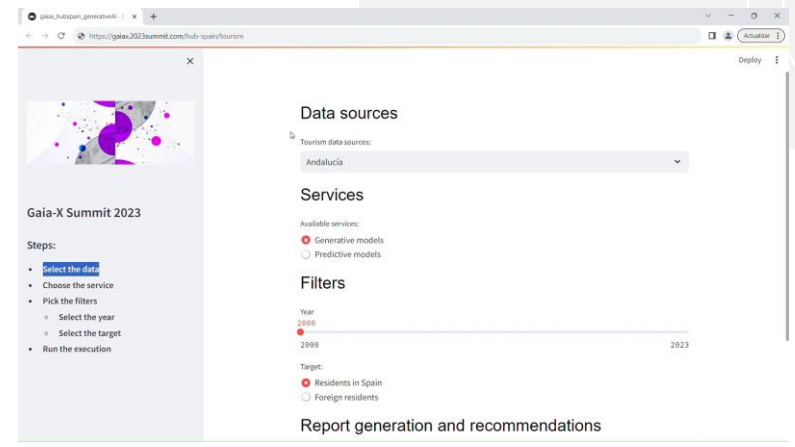 gaiax_hubspain_generativeAI
https://gaiax.2023summit.com/hub-spain/tourism
Actualizar
Deploy
Gaia-X Summit 2023
Steps:
Select the data
Choose the service
Pick the filters
Select the year
Select the target
Run the execution
Data sources
Tourism data sources:
Andalucía
Services
Available services:
Generative models
Predictive models
Filters
Year
2000
2000 2023
Target:
Residents in Spain
Foreign residents
Report generation and recommendations